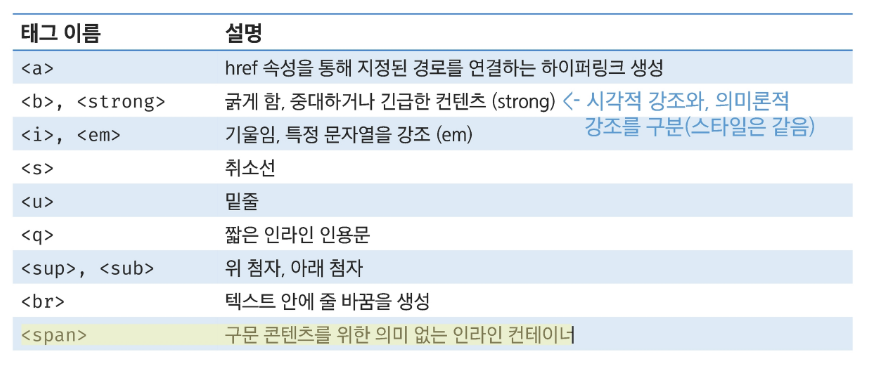 태그 이름 설명
<a> href 속성을 통해 지정된 경로를 연결하는 하이퍼링크 생성
<b>, <strong> 굵게 함, 중대하거나 긴급한 컨텐츠 (strong) <- 시각적 강조와, 의미론적
강조를 구분(스타일은 같음)
<i>, <em> 기울임, 특정 문자열을 강조 (em)
<s> 취소선
<u> 밑줄
<q> 짧은 인라인 인용문
<sup>, <sub> 위 첨자, 아래 첨자
<br> 텍스트 안에 줄 바꿈을 생성
<span> 구문 콘텐츠를 위한 의미 없는 인라인 컨테이너